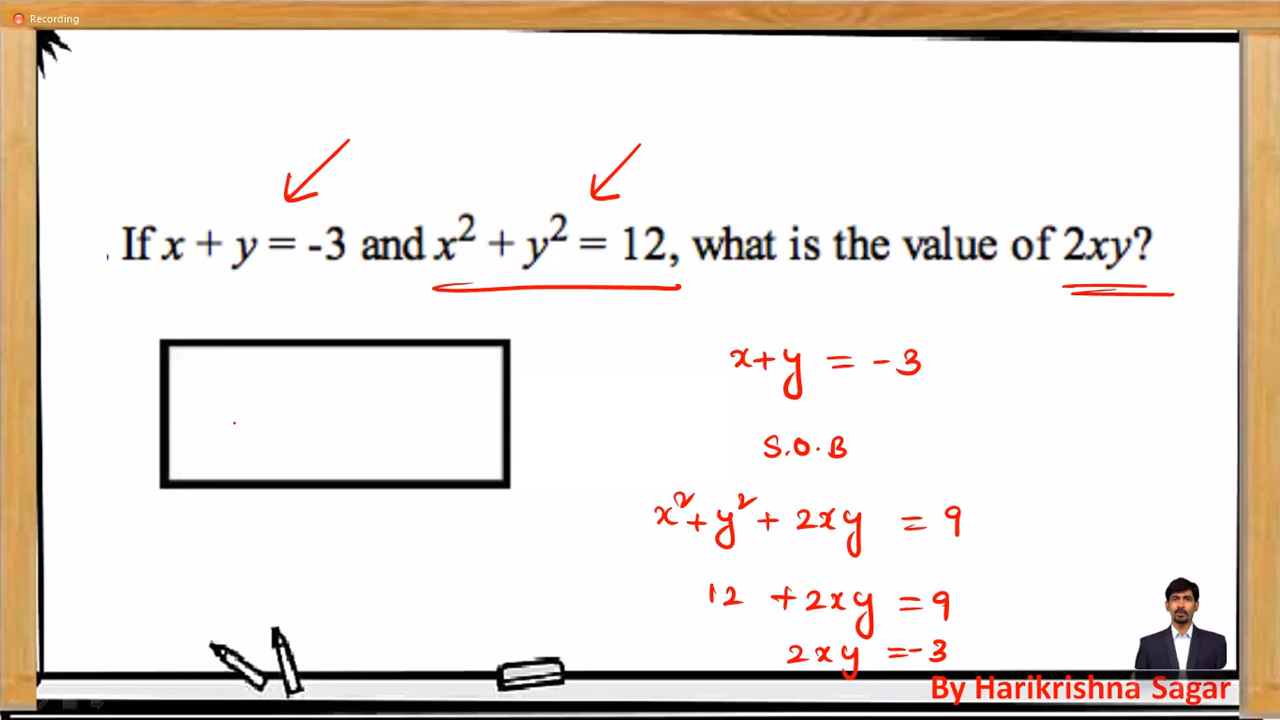 Recording
. If x + y = -3 and x² + y² = 12, what is the value of 2xy?
x+y = -3
S.O.B
x²+y²+ 2xy = 9
12 +2xy = 9
2xy =-3
By Harikrishna Sagar